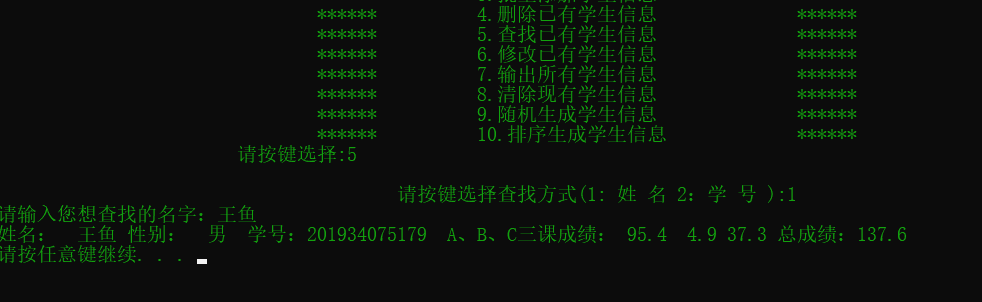 ****** 4.删除已有学生信息 ******
****** 5.查找已有学生信息 ******
****** 6.修改已有学生信息 ******
****** 7.输出所有学生信息 ******
****** 8.清除现有学生信息 ******
****** 9.随机生成学生信息 ******
****** 10.排序生成学生信息 ******
请按键选择:5
请按键选择查找方式(1: 姓 名 2: 学 号 ):1
请输入您想查找的名字: 王鱼
姓名:  王鱼 性别:  男  学号: 201934075179  A、B、C三课成绩: 95.4  4.9 37.3 总成绩: 137.6
请按任意键继续. . .